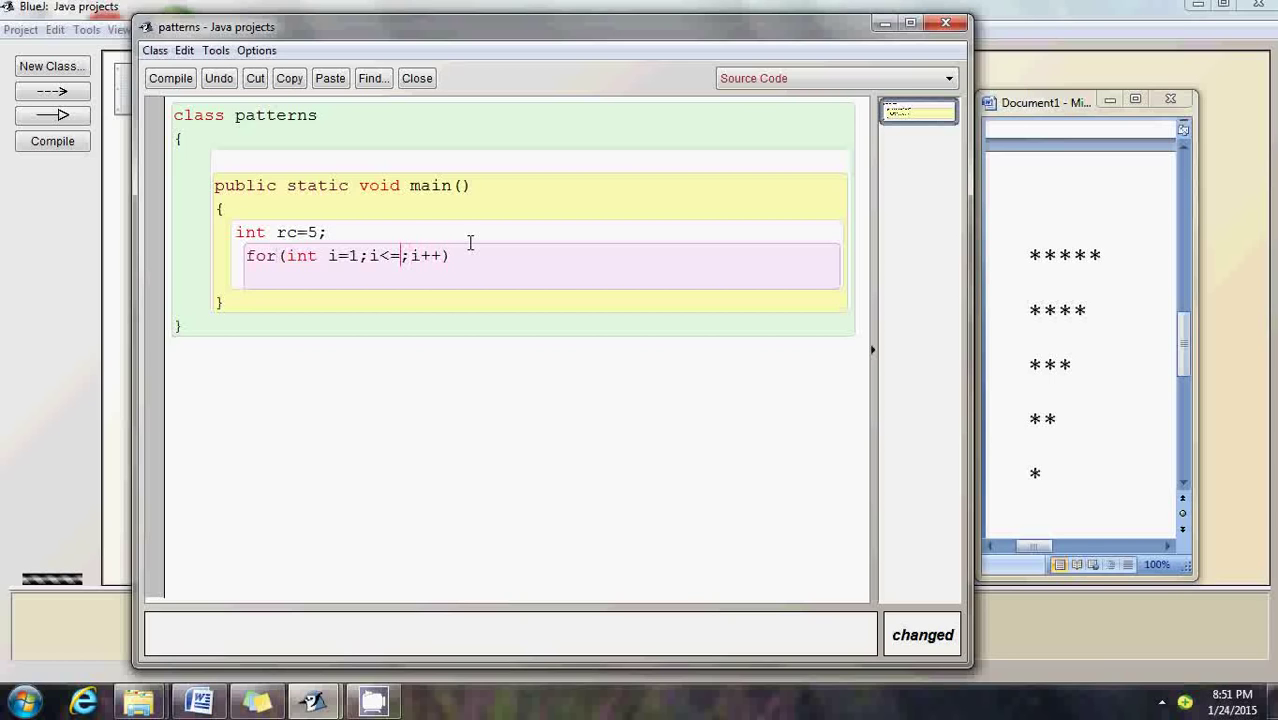 BlueJ: Java projects
Project Edit Tools
New Class...
Compile
patterns - Java projects
Class Edit Tools Options
Compile Undo Cut Copy Paste Find... Close Source Code
class patterns
{
public static void main()
{
int rc=5;
for(int i=1;i<=;i++)
}
}
changed
Document1 - Mi...
*****
****
***
**
*
100%
8:51 PM
1/24/2015